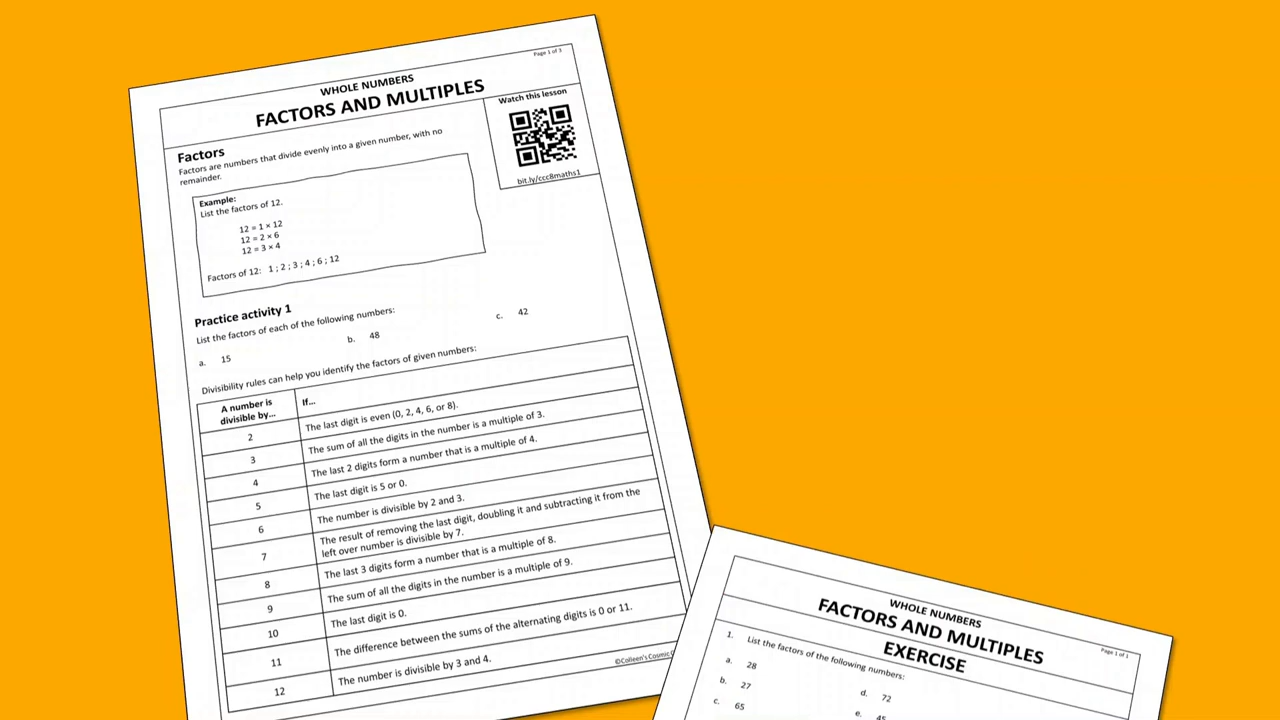 Page 1 of 3
WHOLE NUMBERS
FACTORS AND MULTIPLES
Watch this lesson
bit.ly/ccc8maths1
Factors
Factors are numbers that divide evenly into a given number, with no
remainder.
Example:
List the factors of 12.
12 = 1 × 12
12 = 2 × 6
12 = 3 × 4
Factors of 12: 1 ; 2 ; 3 ; 4 ; 6 ; 12
Practice activity 1
List the factors of each of the following numbers:
a. 15 b. 48 c. 42
Divisibility rules can help you identify the factors of given numbers:
A number is
divisible by...
If...
2 The last digit is even (0, 2, 4, 6, or 8).
3 The sum of all the digits in the number is a multiple of 3.
4 The last 2 digits form a number that is a multiple of 4.
5 The last digit is 5 or 0.
6 The number is divisible by 2 and 3.
7 The result of removing the last digit, doubling it and subtracting it from the
left over number is divisible by 7.
8 The last 3 digits form a number that is a multiple of 8.
9 The sum of all the digits in the number is a multiple of 9.
10 The last digit is 0.
11 The difference between the sums of the alternating digits is 0 or 11.
12 The number is divisible by 3 and 4.
©Colleen's Cosmic
Page 1 of 1
WHOLE NUMBERS
FACTORS AND MULTIPLES
EXERCISE
1. List the factors of the following numbers:
a. 28
b. 27
c. 65
d. 72
e. 45